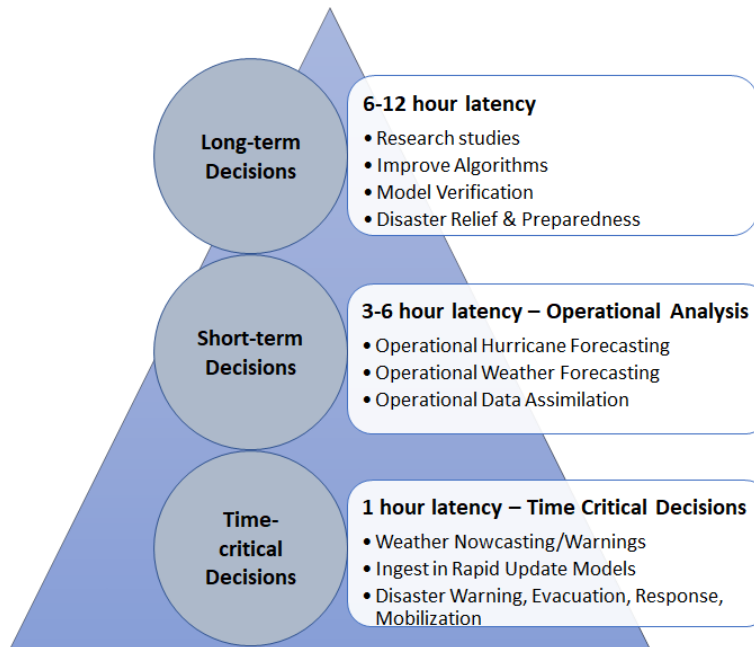 Long-term
Decisions
6-12 hour latency
• Research studies
• Improve Algorithms
• Model Verification
• Disaster Relief & Preparedness
Short-term
Decisions
3-6 hour latency – Operational Analysis
• Operational Hurricane Forecasting
• Operational Weather Forecasting
• Operational Data Assimilation
Time-
critical
Decisions
1 hour latency – Time Critical Decisions
• Weather Nowcasting/Warnings
• Ingest in Rapid Update Models
• Disaster Warning, Evacuation, Response,
Mobilization